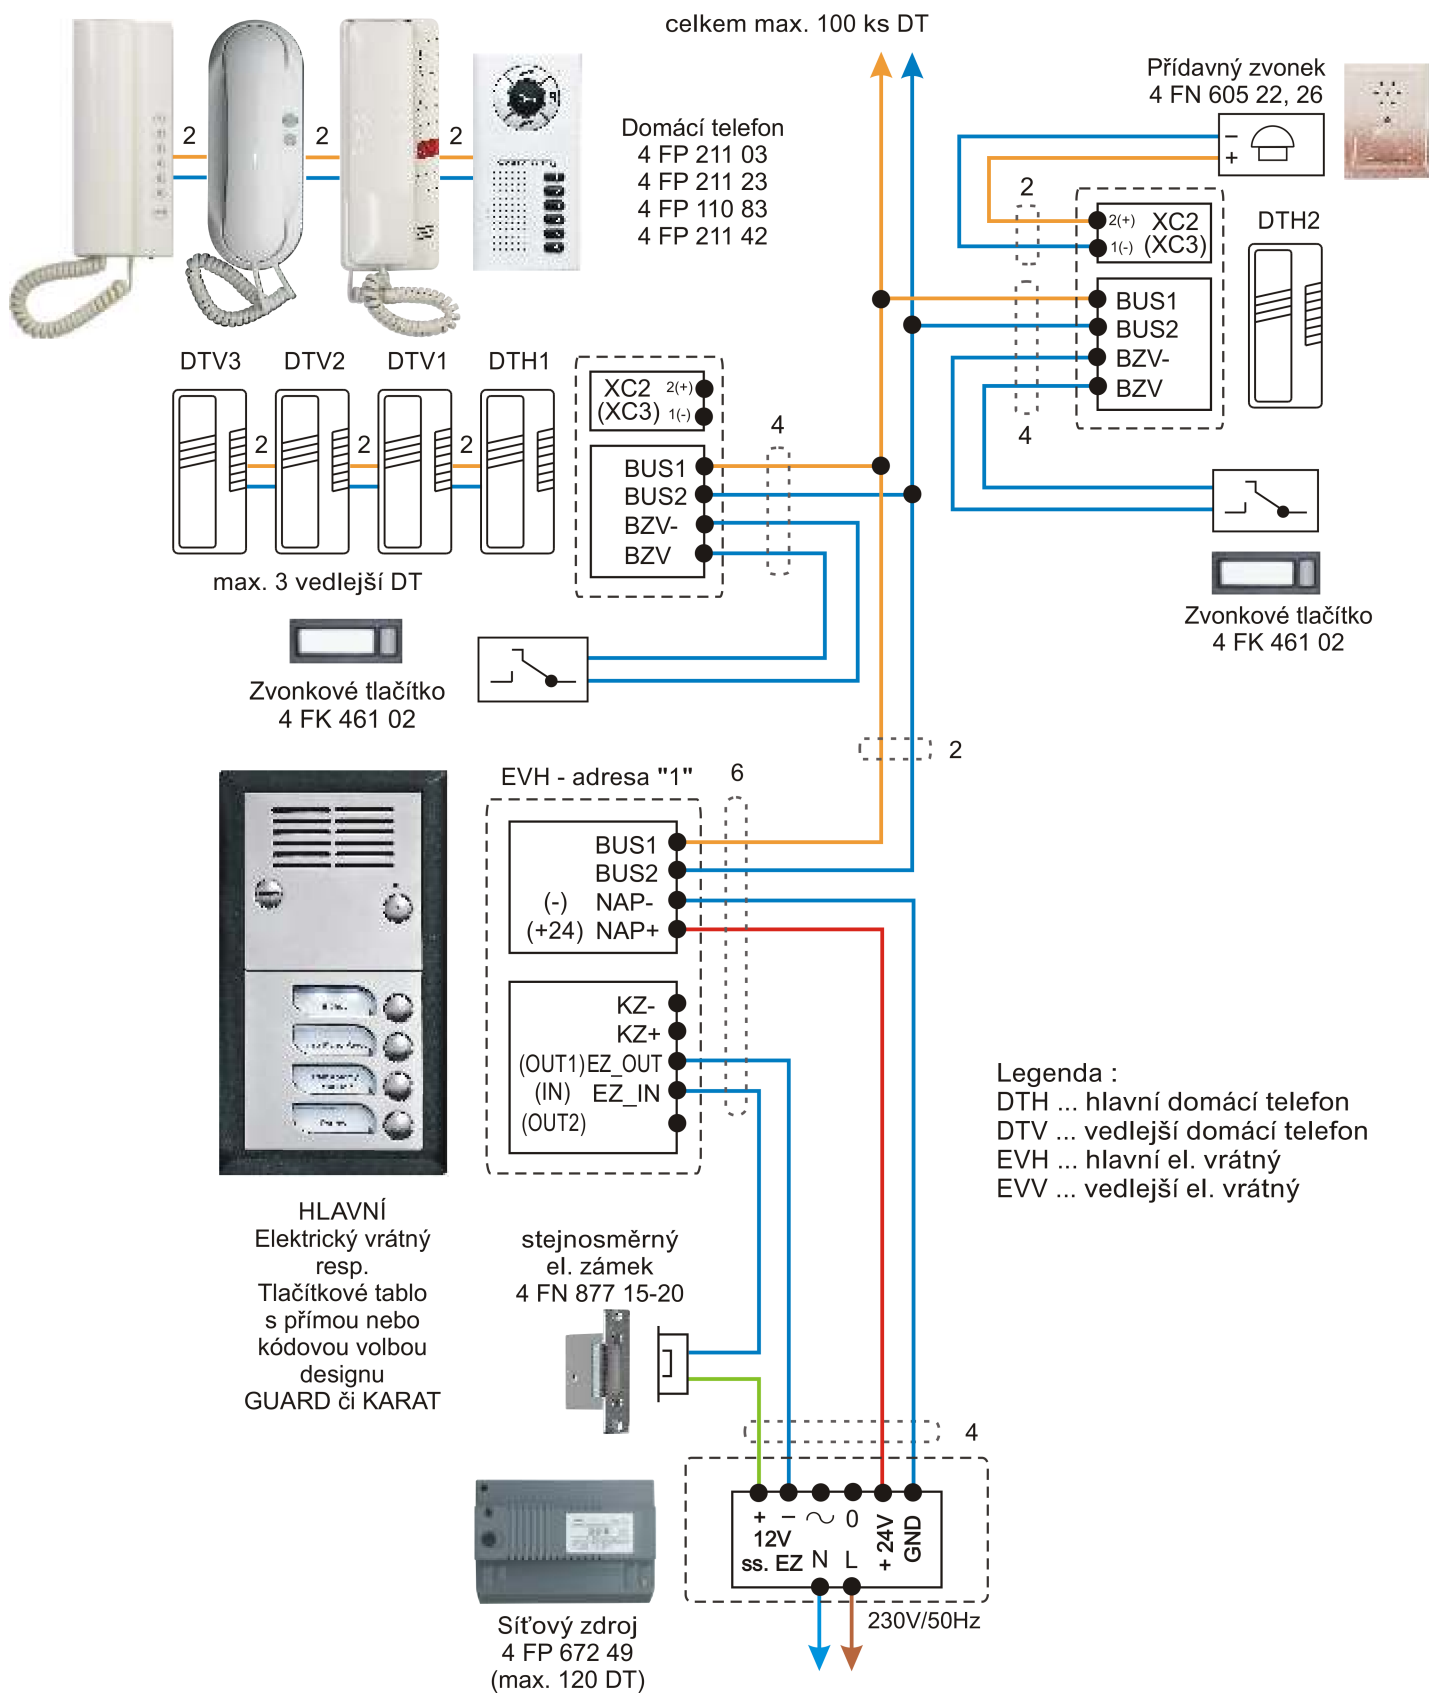 celkem max. 100 ks DT
Přídavný zvonek
4 FN 605 22, 26
2
2
2
Domácí telefon
4 FP 211 03
4 FP 211 23
4 FP 110 83
4 FP 211 42
–
+
2
2(+) XC2
1(-) (XC3)
DTH2
BUS1
BUS2
BZV-
BZV
4
DTV3
DTV2
DTV1
DTH1
2
2
2
XC2 2(+)
(XC3) 1(-)
4
BUS1
BUS2
BZV-
BZV
max. 3 vedlejší DT
Zvonkové tlačítko
4 FK 461 02
Zvonkové tlačítko
4 FK 461 02
2
EVH - adresa "1"
6
BUS1
BUS2
(-) NAP-
(+24) NAP+
KZ-
KZ+
(OUT1) EZ_OUT
(IN) EZ_IN
(OUT2)
Legenda :
DTH ... hlavní domácí telefon
DTV ... vedlejší domácí telefon
EVH ... hlavní el. vrátný
EVV ... vedlejší el. vrátný
HLAVNÍ
Elektrický vrátný
resp.
Tlačítkové tablo
s přímou nebo
kódovou volbou
designu
GUARD či KARAT
stejnosměrný
el. zámek
4 FN 877 15-20
4
+ – ~ 0
12V
ss. EZ N L
+24V
GND
230V/50Hz
Síťový zdroj
4 FP 672 49
(max. 120 DT)